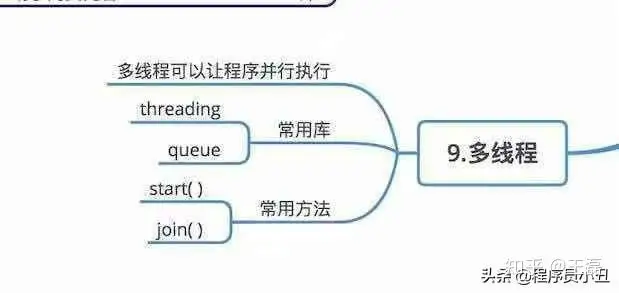 多线程可以让程序并行执行
threading
常用库
queue
9.多线程
start( )
常用方法
join( )
知乎 @王磊
头条 @程序员小丑